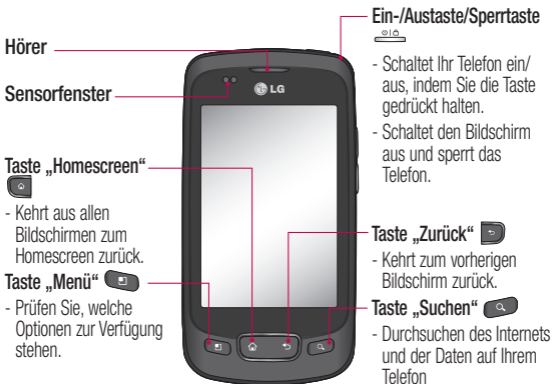 Hörer
Sensorfenster
Taste „Homescreen“
- Kehrt aus allen
Bildschirmen zum
Homescreen zurück.
Taste „Menü“
- Prüfen Sie, welche
Optionen zur Verfügung
stehen.
LG
Ein-/Austaste/Sperrtaste
- Schaltet Ihr Telefon ein/
aus, indem Sie die Taste
gedrückt halten.
- Schaltet den Bildschirm
aus und sperrt das
Telefon.
Taste „Zurück“
- Kehrt zum vorherigen
Bildschirm zurück.
Taste „Suchen“
- Durchsuchen des Internets
und der Daten auf Ihrem
Telefon